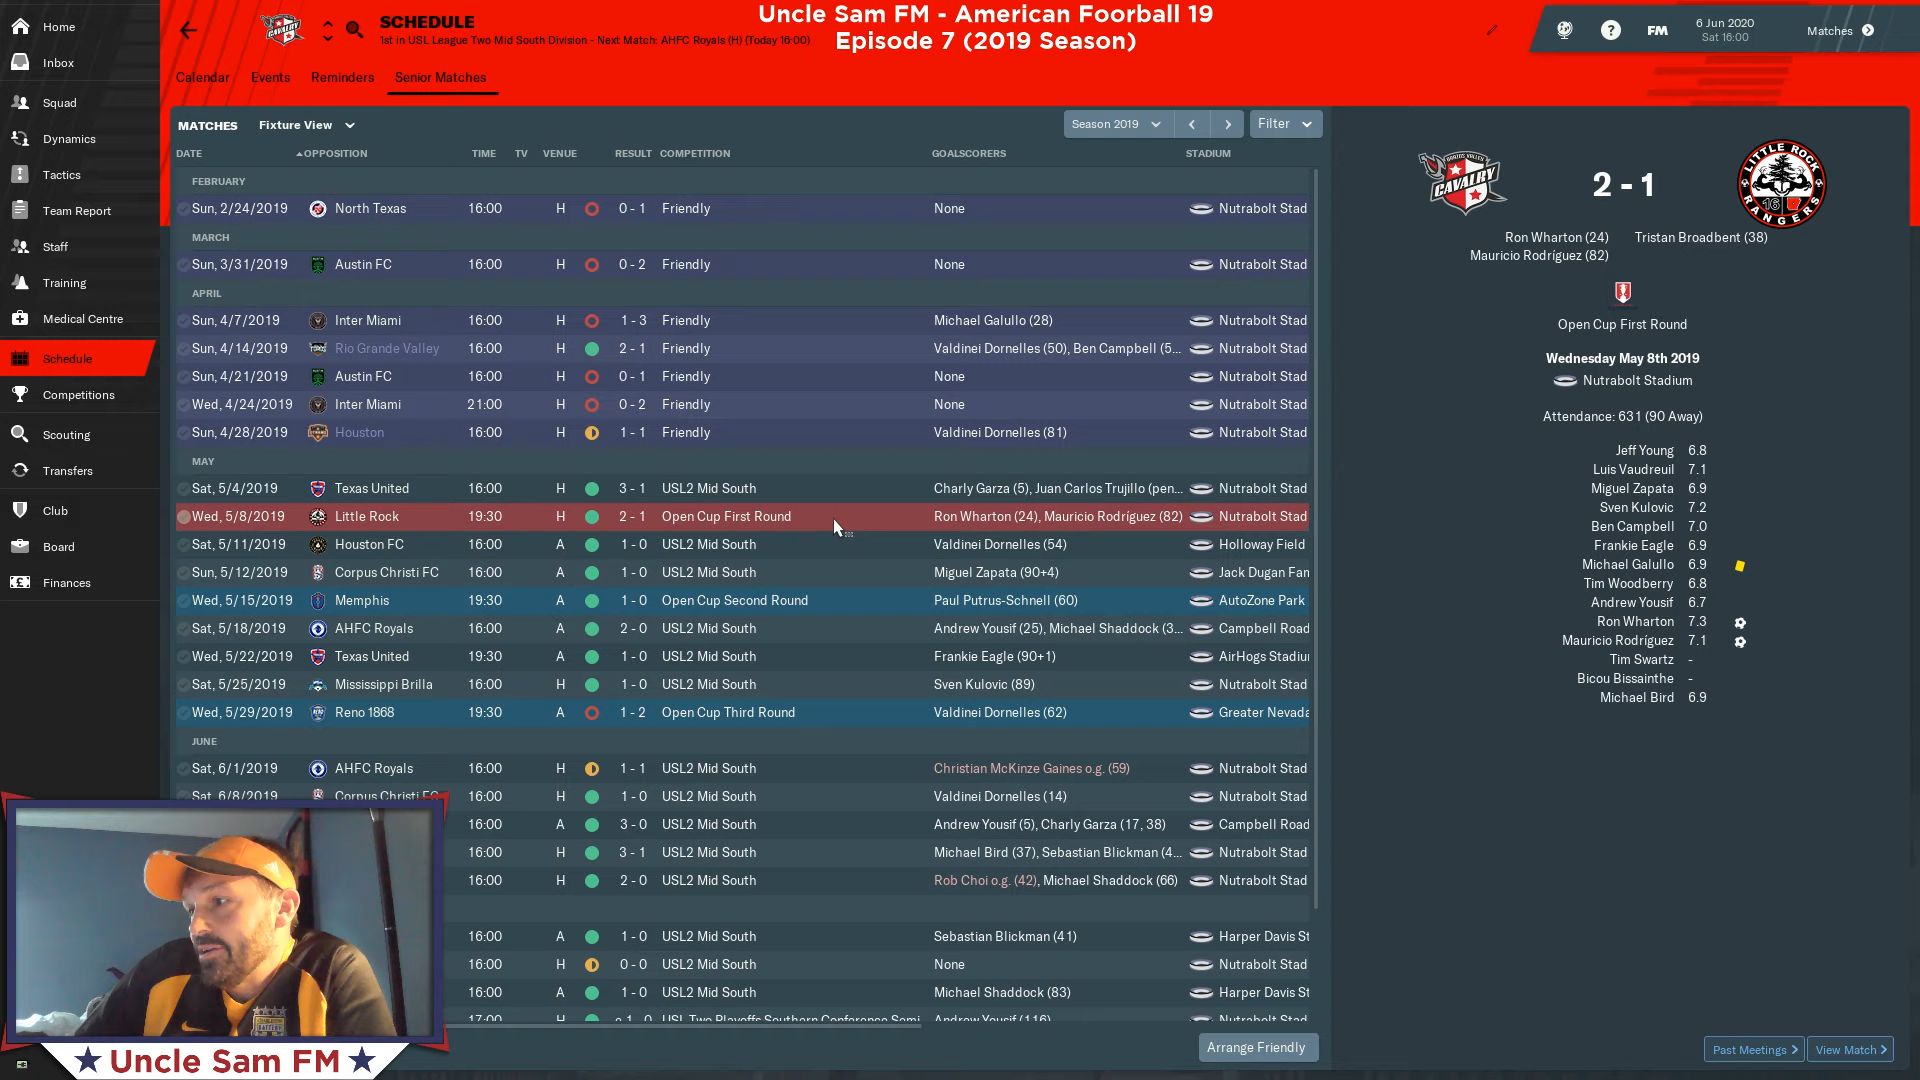 Uncle Sam FM - American Foorball 19
Episode 7 (2019 Season)
SCHEDULE
1st in USL League Two Mid South Division - Next Match: AHFC Royals (H) (Today 16:00)
6 Jun 2020
Sat 16:00
FM
Matches
Calendar Events Reminders Senior Matches
Home
Inbox
Squad
Dynamics
Tactics
Team Report
Staff
Training
Medical Centre
Schedule
Competitions
Scouting
Transfers
Club
Board
Finances
MATCHES Fixture View Season 2019 Filter
DATE OPPOSITION TIME TV VENUE RESULT COMPETITION GOALSCORERS STADIUM
FEBRUARY
Sun, 2/24/2019 North Texas 16:00 H 0 - 1 Friendly None Nutrabolt Stad
MARCH
Sun, 3/31/2019 Austin FC 16:00 H 0 - 2 Friendly None Nutrabolt Stad
APRIL
Sun, 4/7/2019 Inter Miami 16:00 H 1 - 3 Friendly Michael Galullo (28) Nutrabolt Stad
Sun, 4/14/2019 Rio Grande Valley 16:00 H 2 - 1 Friendly Valdinei Dornelles (50), Ben Campbell (5... Nutrabolt Stad
Sun, 4/21/2019 Austin FC 16:00 H 0 - 1 Friendly None Nutrabolt Stad
Wed, 4/24/2019 Inter Miami 21:00 H 0 - 2 Friendly None Nutrabolt Stad
Sun, 4/28/2019 Houston 16:00 H 1 - 1 Friendly Valdinei Dornelles (81) Nutrabolt Stad
MAY
Sat, 5/4/2019 Texas United 16:00 H 3 - 1 USL2 Mid South Charly Garza (5), Juan Carlos Trujillo (pen... Nutrabolt Stad
Wed, 5/8/2019 Little Rock 19:30 H 2 - 1 Open Cup First Round Ron Wharton (24), Mauricio Rodríguez (82) Nutrabolt Stad
Sat, 5/11/2019 Houston FC 16:00 A 1 - 0 USL2 Mid South Valdinei Dornelles (54) Holloway Field
Sun, 5/12/2019 Corpus Christi FC 16:00 A 1 - 0 USL2 Mid South Miguel Zapata (90+4) Jack Dugan Fam
Wed, 5/15/2019 Memphis 19:30 A 1 - 0 Open Cup Second Round Paul Putrus-Schnell (60) AutoZone Park
Sat, 5/18/2019 AHFC Royals 16:00 A 2 - 0 USL2 Mid South Andrew Yousif (25), Michael Shaddock (3... Campbell Road
Wed, 5/22/2019 Texas United 19:30 A 1 - 0 USL2 Mid South Frankie Eagle (90+1) AirHogs Stadiu
Sat, 5/25/2019 Mississippi Brilla 16:00 H 1 - 0 USL2 Mid South Sven Kulovic (89) Nutrabolt Stad
Wed, 5/29/2019 Reno 1868 19:30 A 1 - 2 Open Cup Third Round Valdinei Dornelles (62) Greater Nevada
JUNE
Sat, 6/1/2019 AHFC Royals 16:00 H 1 - 1 USL2 Mid South Christian McKinze Gaines o.g. (59) Nutrabolt Stad
Sat, 6/8/2019 Corpus Christi FC 16:00 H 1 - 0 USL2 Mid South Valdinei Dornelles (14) Nutrabolt Stad
16:00 A 3 - 0 USL2 Mid South Andrew Yousif (5), Charly Garza (17, 38) Campbell Road
16:00 H 3 - 1 USL2 Mid South Michael Bird (37), Sebastian Blickman (4... Nutrabolt Stad
16:00 H 2 - 0 USL2 Mid South Rob Choi o.g. (42), Michael Shaddock (66) Nutrabolt Stad
16:00 A 1 - 0 USL2 Mid South Sebastian Blickman (41) Harper Davis St
16:00 H 0 - 0 USL2 Mid South None Nutrabolt Stad
16:00 A 1 - 0 USL2 Mid South Michael Shaddock (83) Harper Davis St
17:00 H e 1 - 0 USL Two Playoffs Southern Conference Semi Andrew Yousif (116) Nutrabolt Stad
Arrange Friendly
CAVALRY
2 - 1
LITTLE ROCK
16
RANGERS
Ron Wharton (24) Tristan Broadbent (38)
Mauricio Rodríguez (82)
Open Cup First Round
Wednesday May 8th 2019
Nutrabolt Stadium
Attendance: 631 (90 Away)
Jeff Young 6.8
Luis Vaudreuil 7.1
Miguel Zapata 6.9
Sven Kulovic 7.2
Ben Campbell 7.0
Frankie Eagle 6.9
Michael Galullo 6.9
Tim Woodberry 6.8
Andrew Yousif 6.7
Ron Wharton 7.3
Mauricio Rodríguez 7.1
Tim Swartz -
Bicou Bissainthe -
Michael Bird 6.9
Past Meetings View Match
Uncle Sam FM